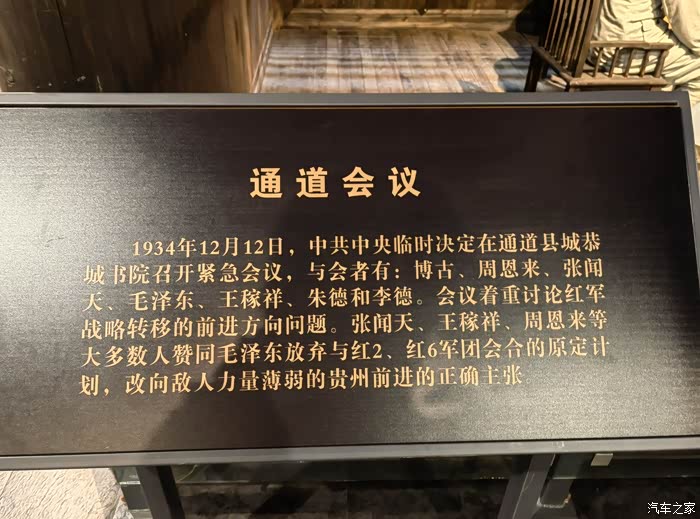 通道会议
1934年12月12日，中共中央临时决定在通道县城恭
城书院召开紧急会议，与会者有：博古、周恩来、张闻
天、毛泽东、王稼祥、朱德和李德。会议着重讨论红军
战略转移的前进方向问题。张闻天、王稼祥、周恩来等
大多数人赞同毛泽东放弃与红2、红6军团会合的原定计
划，改向敌人力量薄弱的贵州前进的正确主张。
汽车之家